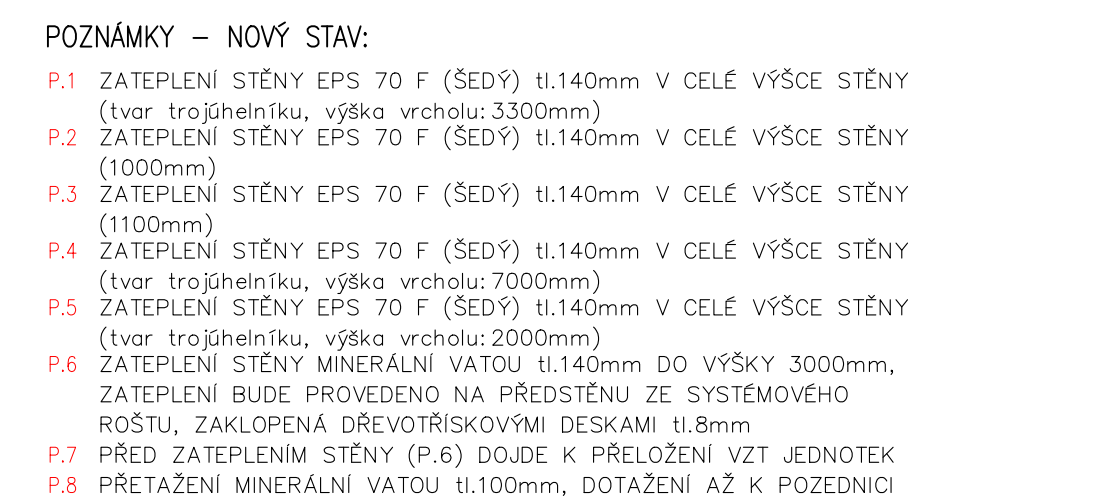 POZNÁMKY – NOVÝ STAV:
P.1 ZATEPLENÍ STĚNY EPS 70 F (ŠEDÝ) tl.140mm V CELÉ VÝŠCE STĚNY
(tvar trojúhelníku, výška vrcholu:3300mm)
P.2 ZATEPLENÍ STĚNY EPS 70 F (ŠEDÝ) tl.140mm V CELÉ VÝŠCE STĚNY
(1000mm)
P.3 ZATEPLENÍ STĚNY EPS 70 F (ŠEDÝ) tl.140mm V CELÉ VÝŠCE STĚNY
(1100mm)
P.4 ZATEPLENÍ STĚNY EPS 70 F (ŠEDÝ) tl.140mm V CELÉ VÝŠCE STĚNY
(tvar trojúhelníku, výška vrcholu:7000mm)
P.5 ZATEPLENÍ STĚNY EPS 70 F (ŠEDÝ) tl.140mm V CELÉ VÝŠCE STĚNY
(tvar trojúhelníku, výška vrcholu:2000mm)
P.6 ZATEPLENÍ STĚNY MINERÁLNÍ VATOU tl.140mm DO VÝŠKY 3000mm,
ZATEPLENÍ BUDE PROVEDENO NA PŘEDSTĚNU ZE SYSTÉMOVÉHO
ROŠTU, ZAKLOPENÁ DŘEVOTŘÍSKOVÝMI DESKAMI tl.8mm
P.7 PŘED ZATEPLENÍM STĚNY (P.6) DOJDE K PŘELOŽENÍ VZT JEDNOTEK
P.8 PŘETAŽENÍ MINERÁLNÍ VATOU tl.100mm, DOTAŽENÍ AŽ K POZEDNICI